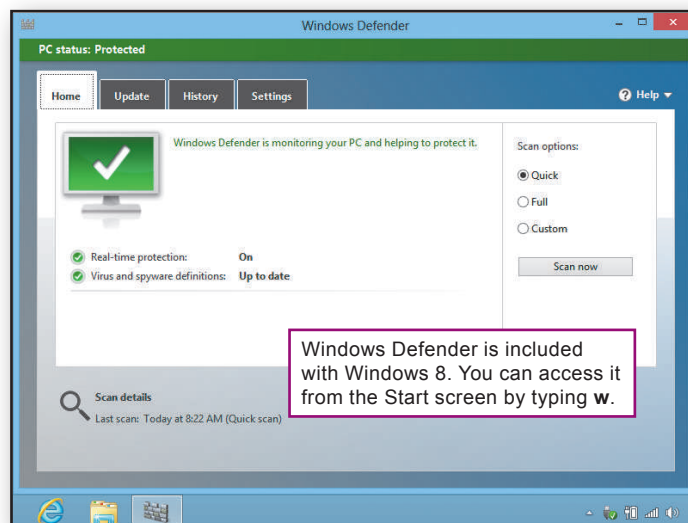 Windows Defender
PC status: Protected
Home
Update
History
Settings
Help
Windows Defender is monitoring your PC and helping to protect it.
Scan options:
Quick
Full
Custom
Scan now
Real-time protection: On
Virus and spyware definitions: Up to date
Windows Defender is included
with Windows 8. You can access it
from the Start screen by typing w.
Scan details
Last scan: Today at 8:22 AM (Quick scan)